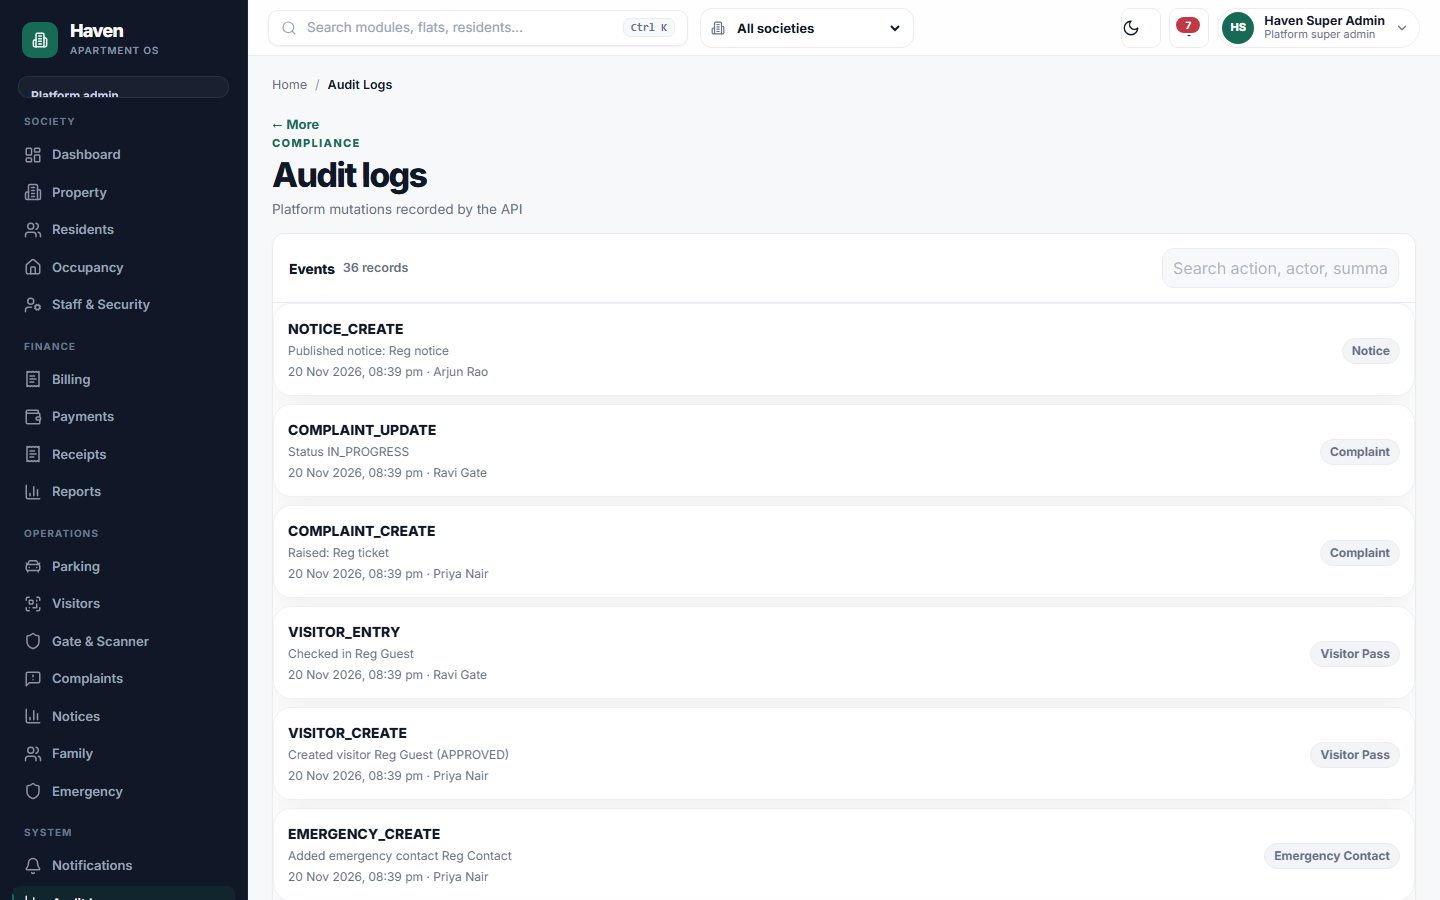 Haven
APARTMENT OS
Platform admin
SOCIETY
Dashboard
Property
Residents
Occupancy
Staff & Security
FINANCE
Billing
Payments
Receipts
Reports
OPERATIONS
Parking
Visitors
Gate & Scanner
Complaints
Notices
Family
Emergency
SYSTEM
Notifications
Search modules, flats, residents...
Ctrl K
All societies
7
HS
Haven Super Admin
Platform super admin
Home / Audit Logs
← More
COMPLIANCE
Audit logs
Platform mutations recorded by the API
Events 36 records
Search action, actor, summa
NOTICE_CREATE
Published notice: Reg notice
20 Nov 2026, 08:39 pm · Arjun Rao
Notice
COMPLAINT_UPDATE
Status IN_PROGRESS
20 Nov 2026, 08:39 pm · Ravi Gate
Complaint
COMPLAINT_CREATE
Raised: Reg ticket
20 Nov 2026, 08:39 pm · Priya Nair
Complaint
VISITOR_ENTRY
Checked in Reg Guest
20 Nov 2026, 08:39 pm · Ravi Gate
Visitor Pass
VISITOR_CREATE
Created visitor Reg Guest (APPROVED)
20 Nov 2026, 08:39 pm · Priya Nair
Visitor Pass
EMERGENCY_CREATE
Added emergency contact Reg Contact
20 Nov 2026, 08:39 pm · Priya Nair
Emergency Contact